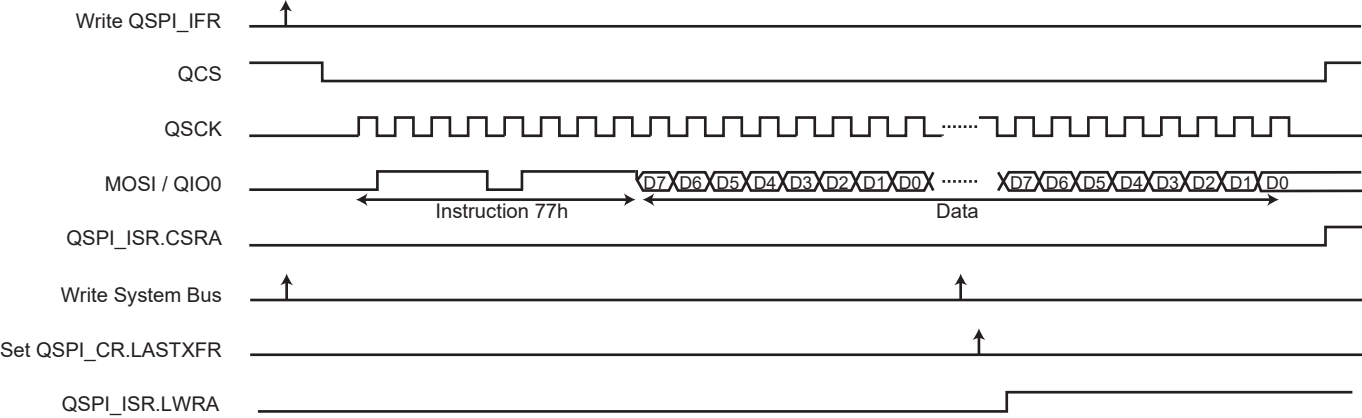 Write QSPI_IFR
QCS
QSCK
MOSI / QIO0
D7 D6 D5 D4 D3 D2 D1 D0 D7 D6 D5 D4 D3 D2 D1 D0
Instruction 77h Data
QSPI_ISR.CSRA
Write System Bus
Set QSPI_CR.LASTXFR
QSPI_ISR.LWRA